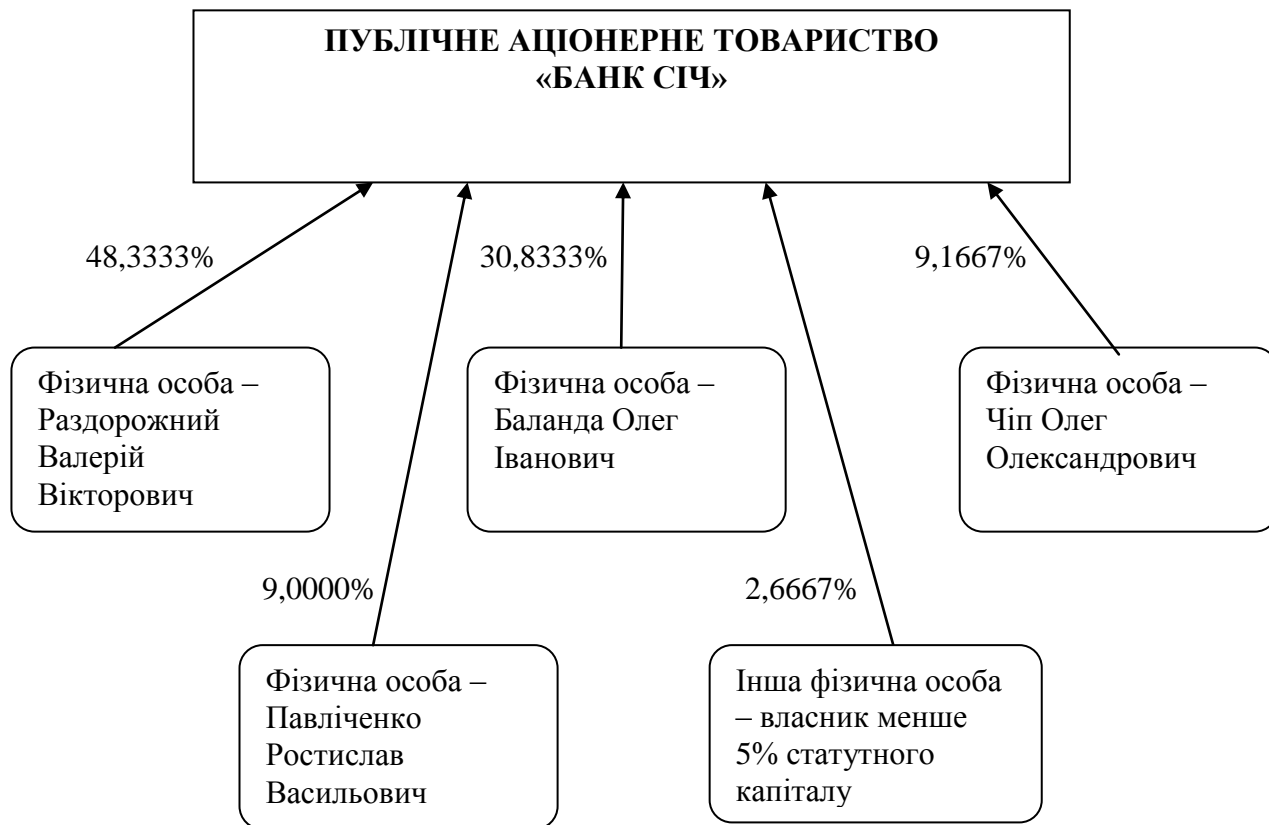 ПУБЛІЧНЕ АЦІОНЕРНЕ ТОВАРИСТВО
«БАНК СІЧ»
48,3333%
30,8333%
9,1667%
Фізична особа –
Раздорожний
Валерій
Вікторович
Фізична особа –
Баланда Олег
Іванович
Фізична особа –
Чіп Олег
Олександрович
9,0000%
2,6667%
Фізична особа –
Павліченко
Ростислав
Васильович
Інша фізична особа
– власник менше
5% статутного
капіталу